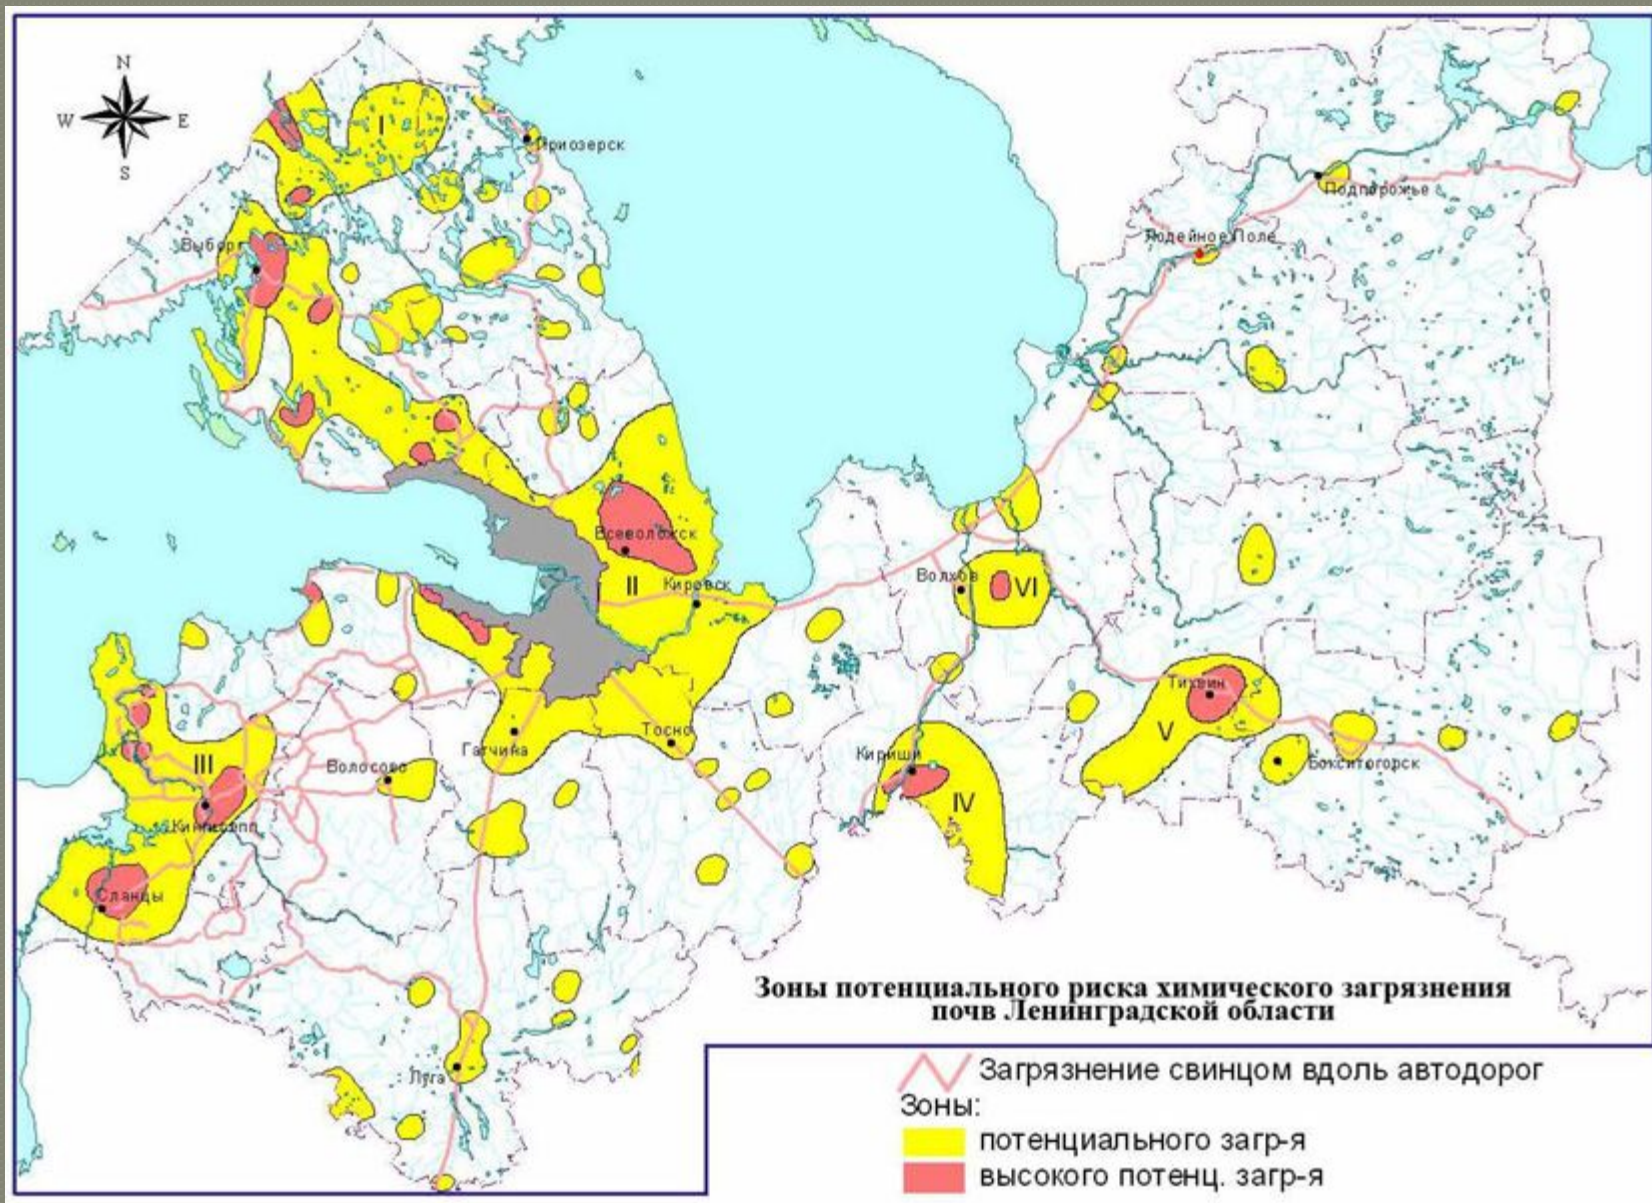 N
W E
S
I
Приозерск
Подпорожье
Выборг
Лодейное Поле
Всеволожск
II
Кировск
Волхов
VI
Тихвин
V
Тосно
Гатчина
III
Волосово
Кириши
Бокситогорск
IV
Кингисепп
Сланцы
Луга
Зоны потенциального риска химического загрязнения
почв Ленинградской области
Загрязнение свинцом вдоль автодорог
Зоны:
потенциального загр-я
высокого потенц. загр-я